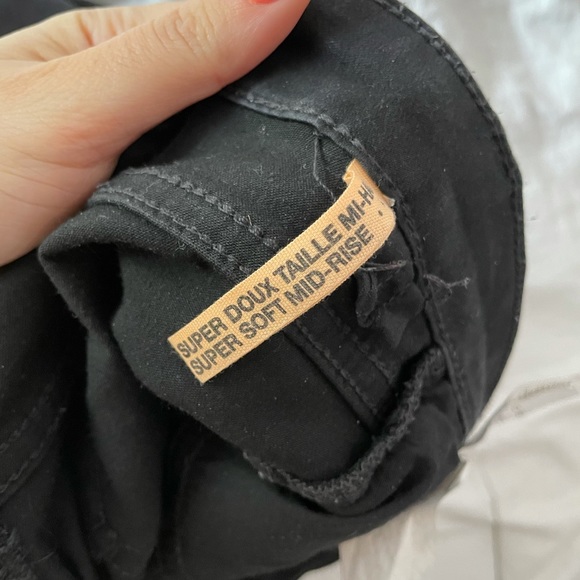 SUPER DOUX TAILLE MI-H
SUPER SOFT MID-RISE